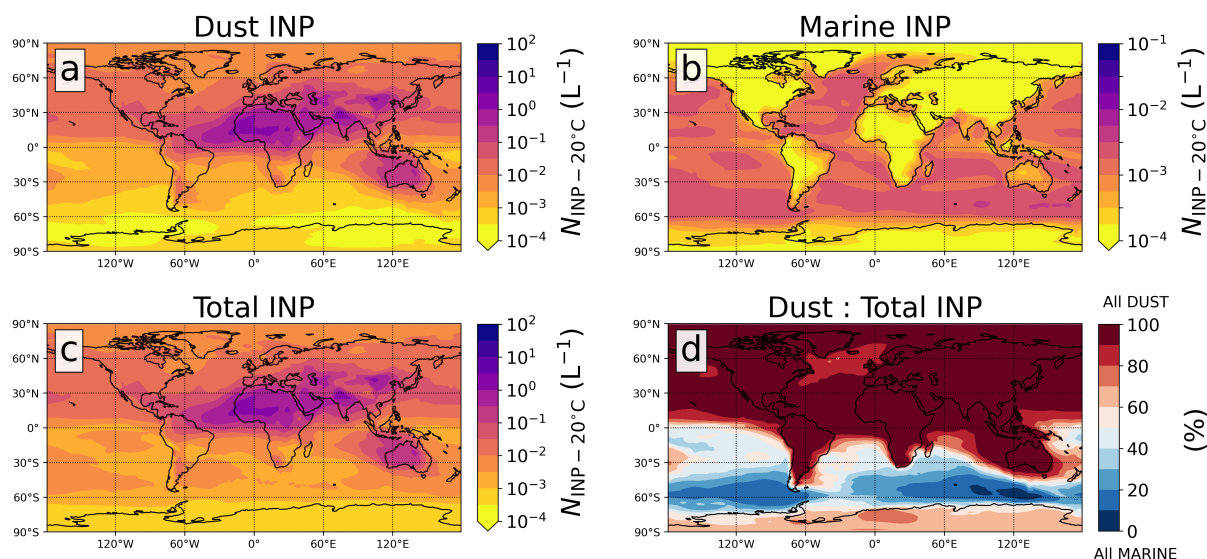 Dust INP
a
90°N
60°N
30°N
0°
30°S
60°S
90°S
120°W
60°W
0°
60°E
120°E
10²
10¹
10⁰
10⁻¹
10⁻²
10⁻³
10⁻⁴
N_INP−20°C (L⁻¹)
Marine INP
b
90°N
60°N
30°N
0°
30°S
60°S
90°S
120°W
60°W
0°
60°E
120°E
10⁻¹
10⁻²
10⁻³
10⁻⁴
N_INP−20°C (L⁻¹)
Total INP
c
90°N
60°N
30°N
0°
30°S
60°S
90°S
120°W
60°W
0°
60°E
120°E
10²
10¹
10⁰
10⁻¹
10⁻²
10⁻³
10⁻⁴
N_INP−20°C (L⁻¹)
Dust : Total INP
d
90°N
60°N
30°N
0°
30°S
60°S
90°S
120°W
60°W
0°
60°E
120°E
All DUST
100
80
60
40
20
0
(%)
All MARINE